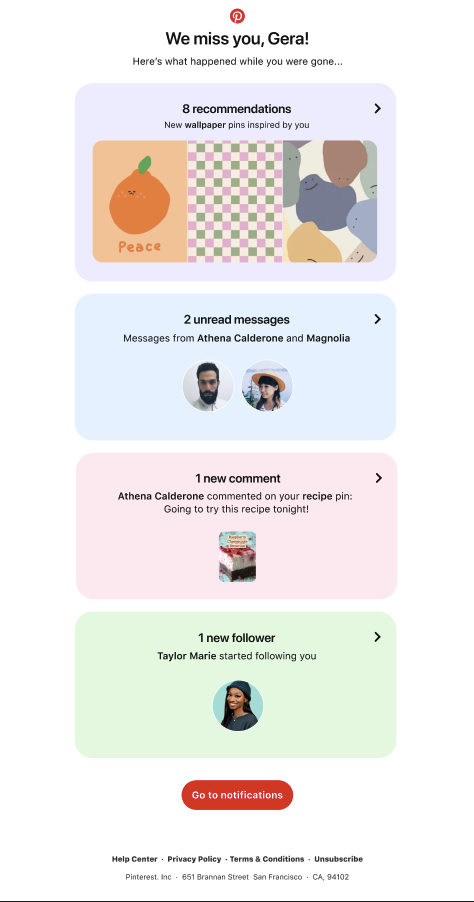 We miss you, Gera!
Here's what happened while you were gone...
8 recommendations
New wallpaper pins inspired by you
Peace
2 unread messages
Messages from Athena Calderone and Magnolia
1 new comment
Athena Calderone commented on your recipe pin:
Going to try this recipe tonight!
Raspberry
Cheesecake
Brownies
1 new follower
Taylor Marie started following you
Go to notifications
Help Center · Privacy Policy · Terms & Conditions · Unsubscribe
Pinterest. Inc · 651 Brannan Street San Francisco · CA, 94102